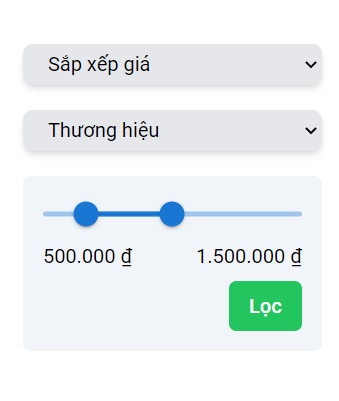 Sắp xếp giá
Thương hiệu
500.000 ₫ 1.500.000 ₫
Lọc